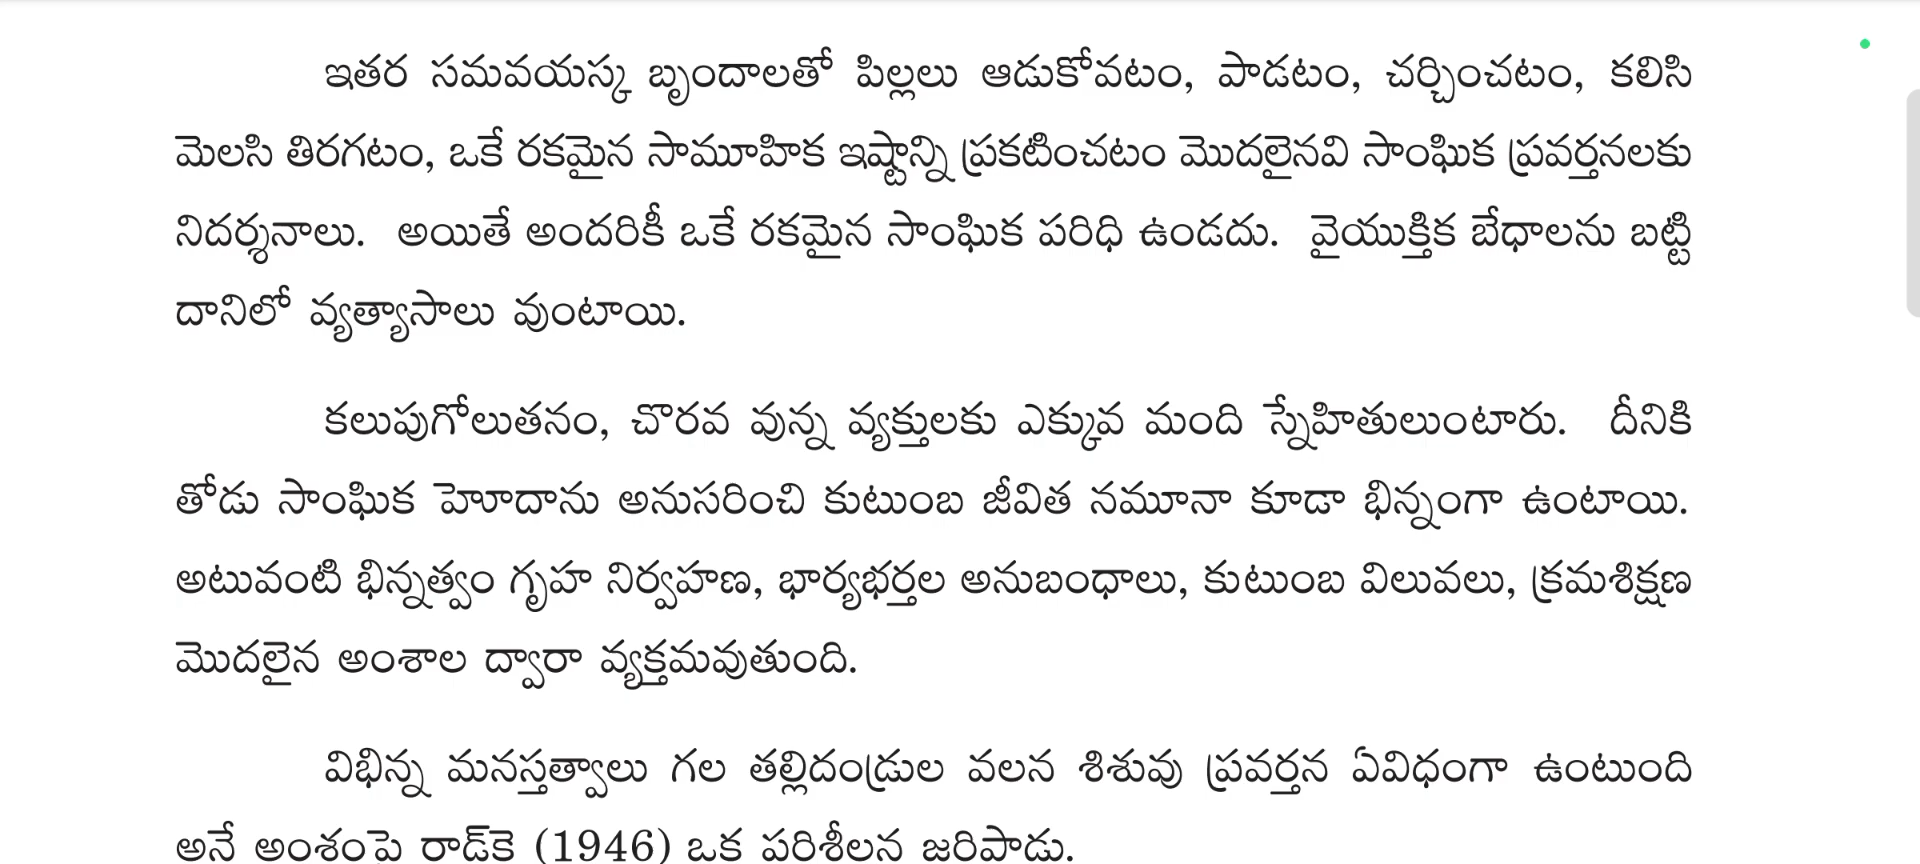 ఇతర సమవయస్క బృందాలతో పిల్లలు ఆడుకోవటం, పాడటం, చర్చించటం, కలిసి
మెలసి తిరగటం, ఒకే రకమైన సామూహిక ఇష్టాన్ని ప్రకటించటం మొదలైనవి సాంఘిక ప్రవర్తనలకు
నిదర్శనాలు. అయితే అందరికీ ఒకే రకమైన సాంఘిక పరిధి ఉండదు. వైయుక్తిక బేధాలను బట్టి
దానిలో వ్యత్యాసాలు వుంటాయి.
కలుపుగోలుతనం, చొరవ వున్న వ్యక్తులకు ఎక్కువ మంది స్నేహితులుంటారు. దీనికి
తోడు సాంఘిక హెూదాను అనుసరించి కుటుంబ జీవిత నమూనా కూడా భిన్నంగా ఉంటాయి.
అటువంటి భిన్నత్వం గృహ నిర్వహణ, భార్యభర్తల అనుబంధాలు, కుటుంబ విలువలు, క్రమశిక్షణ
మొదలైన అంశాల ద్వారా వ్యక్తమవుతుంది.
విభిన్న మనస్తత్వాలు గల తల్లిదండ్రుల వలన శిశువు ప్రవర్తన ఏవిధంగా ఉంటుంది
అనే అంశంపై రాడ్‌కె (1946) ఒక పరిశీలన జరిపాడు.